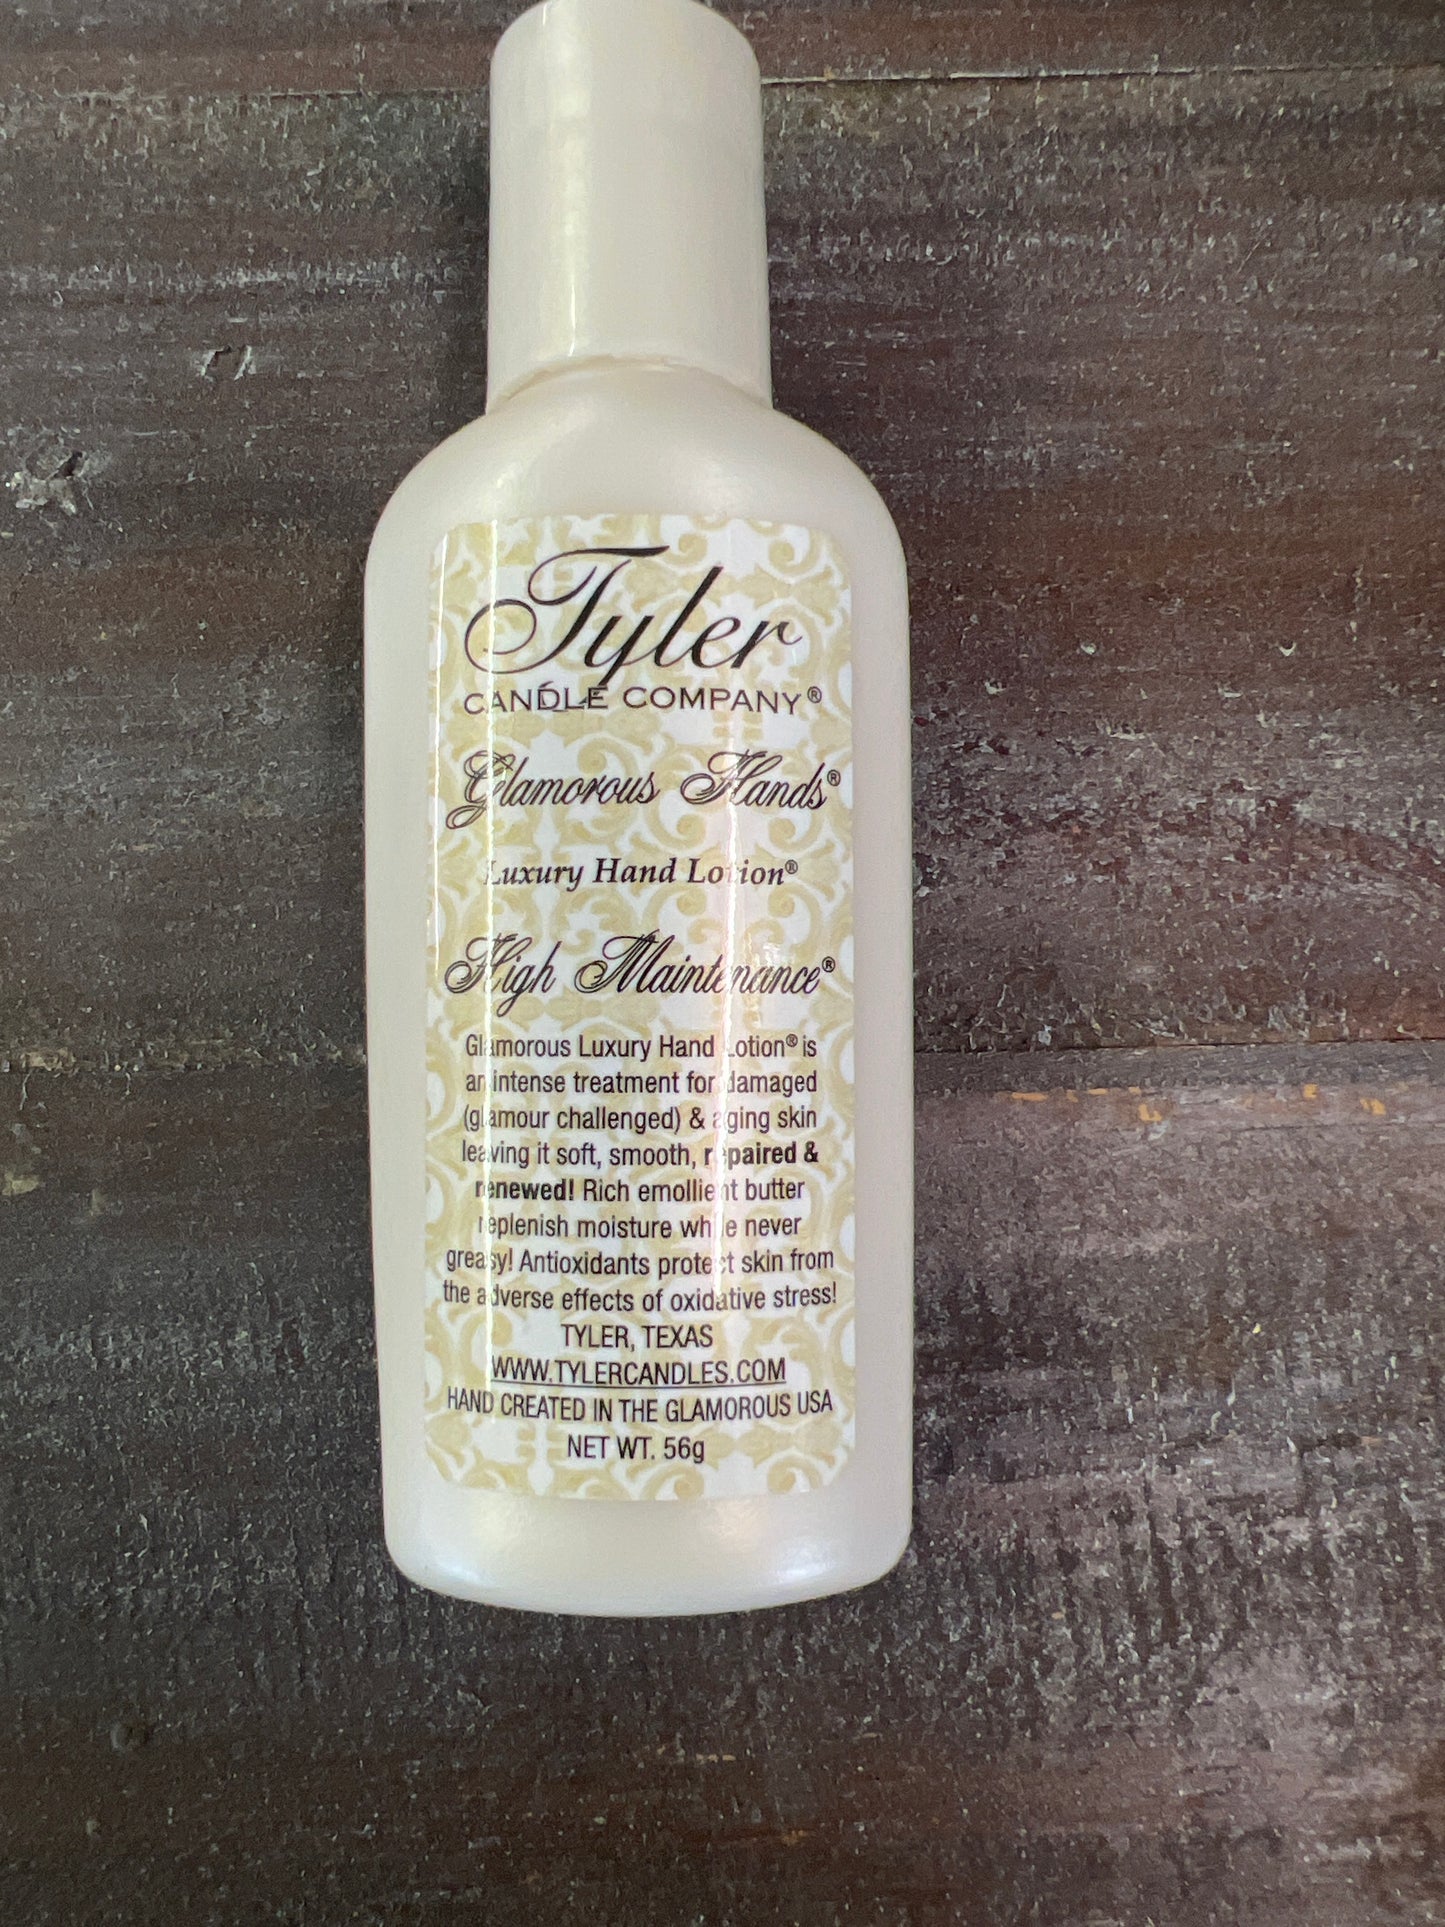 Tyler
CANDLE COMPANY®
Glamorous Hands®
Luxury Hand Lotion®
High Maintenance®
Glamorous Luxury Hand Lotion® is
an intense treatment for damaged
(glamour challenged) & aging skin
leaving it soft, smooth, repaired &
renewed! Rich emollient butter
replenish moisture while never
greasy! Antioxidants protect skin from
the adverse effects of oxidative stress!
TYLER, TEXAS
WWW.TYLERCANDLES.COM
HAND CREATED IN THE GLAMOROUS USA
NET WT. 56g